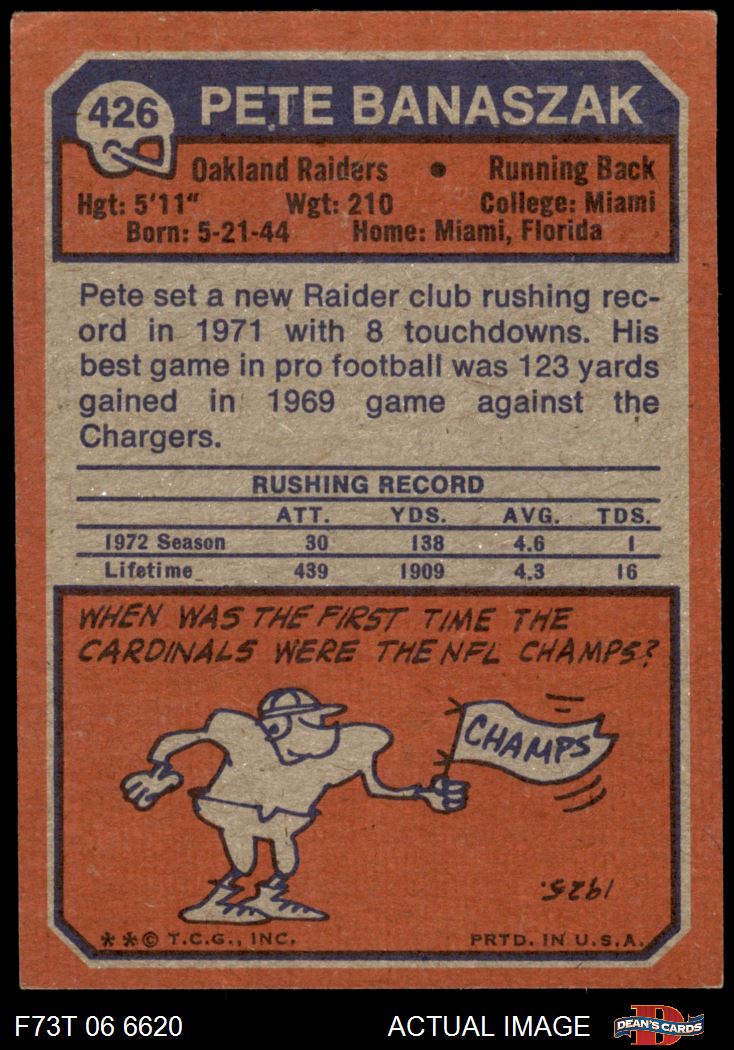 426 PETE BANASZAK
Oakland Raiders • Running Back
Hgt: 5'11" Wgt: 210 College: Miami
Born: 5-21-44 Home: Miami, Florida
Pete set a new Raider club rushing rec-
ord in 1971 with 8 touchdowns. His
best game in pro football was 123 yards
gained in 1969 game against the
Chargers.
RUSHING RECORD
ATT. YDS. AVG. TDS.
1972 Season 30 138 4.6 1
Lifetime 439 1909 4.3 16
WHEN WAS THE FIRST TIME THE
CARDINALS WERE THE NFL CHAMPS?
CHAMPS
1925.
** © T.C.G., INC. PRTD. IN U.S.A.
F73T 06 6620 ACTUAL IMAGE D DEAN'S CARDS